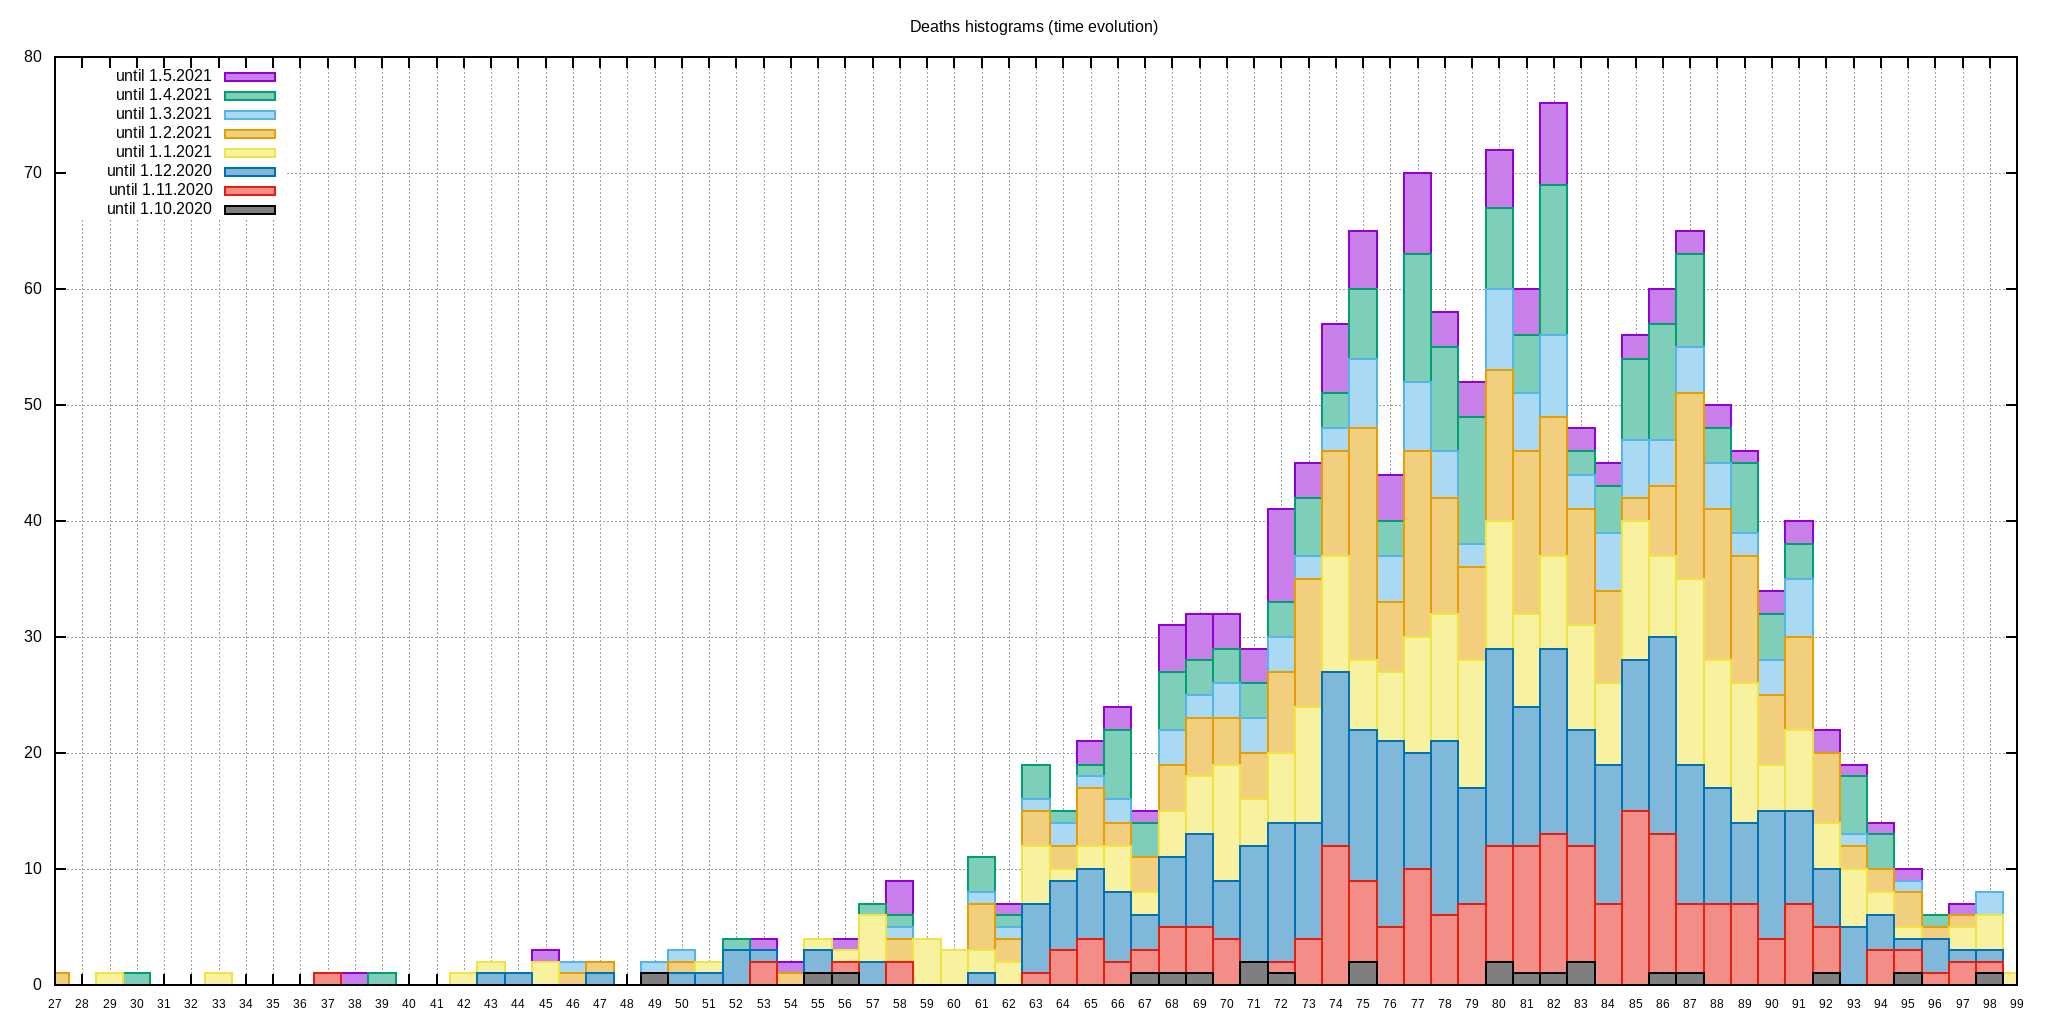 Deaths histograms (time evolution)
80
70
60
50
40
30
20
10
0
until 1.5.2021
until 1.4.2021
until 1.3.2021
until 1.2.2021
until 1.1.2021
until 1.12.2020
until 1.11.2020
until 1.10.2020
27 28 29 30 31 32 33 34 35 36 37 38 39 40 41 42 43 44 45 46 47 48 49 50 51 52 53 54 55 56 57 58 59 60 61 62 63 64 65 66 67 68 69 70 71 72 73 74 75 76 77 78 79 80 81 82 83 84 85 86 87 88 89 90 91 92 93 94 95 96 97 98 99